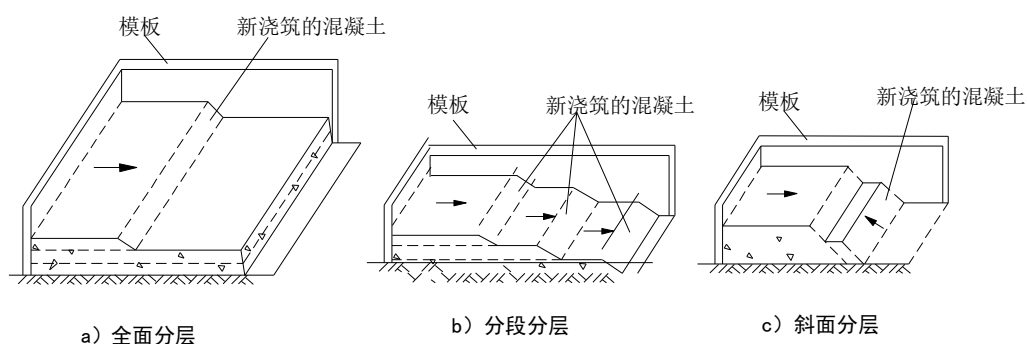 模板
新浇筑的混凝土
模板
新浇筑的混凝土
模板
新浇筑的混凝土
a）全面分层
b）分段分层
c）斜面分层